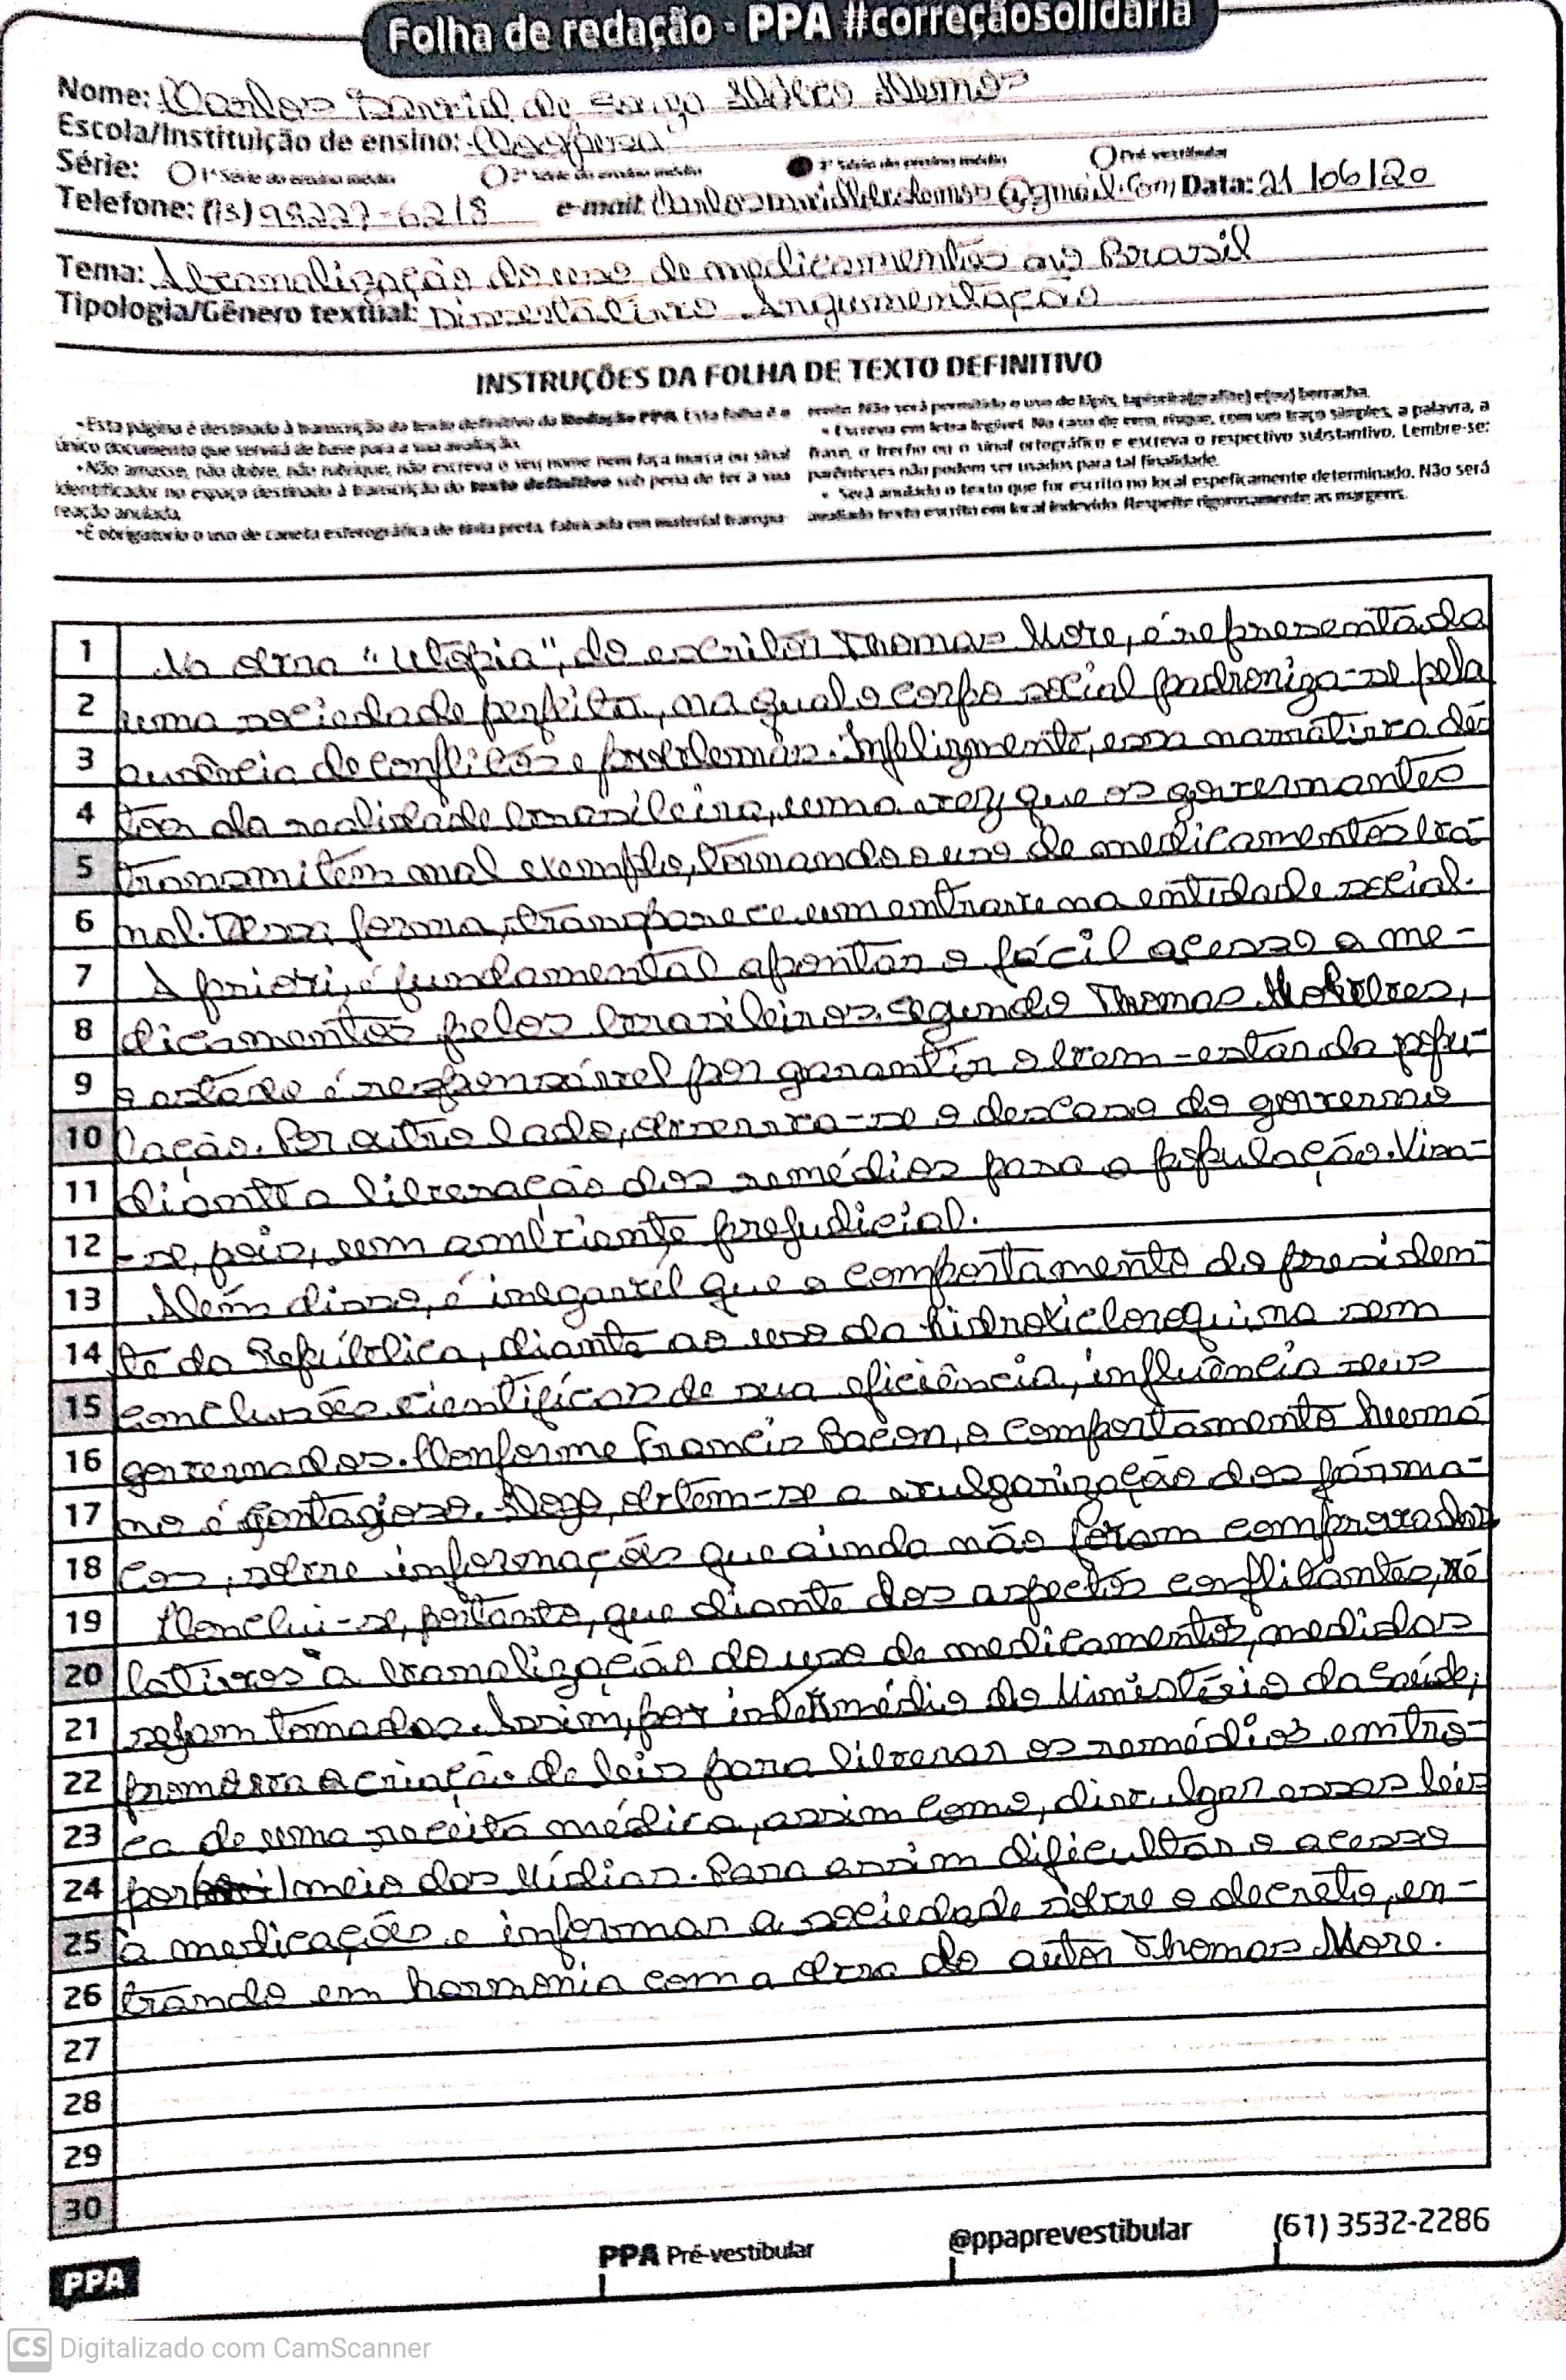 Folha de redação - PPA #correçãosolidária
Nome: Carlos Daniel de Souza
Escola/Instituição de ensino:
Série: 1ª Série do ensino médio 2ª Série do ensino médio 3ª Série do ensino médio Pré-vestibular
Telefone: (15) 98227-6218 e-mail: @gmail.com Data: 21/06/20
Tema: A banalização do uso de medicamentos no Brasil
Tipologia/Gênero textual: Dissertativo Argumentação
INSTRUÇÕES DA FOLHA DE TEXTO DEFINITIVO
•Esta página é destinada à transcrição do texto definitivo da Redação PPA. Esta folha é o
único documento que servirá de base para a sua avaliação.
•Não amasse, não dobre, não rubrique, não escreva o seu nome nem faça marca ou sinal
identificador no espaço destinado à transcrição do texto definitivo sob pena de ter a sua
reação anulada.
•É obrigatório o uso de caneta esferográfica de tinta preta, fabricada em material transpa-
rente. Não será permitido o uso de lápis, lapiseira(grafite) e(ou) borracha.
• Escreva em letra legível. No caso de erro, risque, com um traço simples, a palavra, a
frase, o trecho ou o sinal ortográfico e escreva o respectivo substantivo. Lembre-se:
parênteses não podem ser usados para tal finalidade.
• Será anulado o texto que for escrito no local espeficamente determinado. Não será
avaliado texto escrito em local indevido. Respeite rigorosamente as margens.
1 Na obra "Utopia", do escritor Thomas More, é representada
2 uma sociedade perfeita, na qual o corpo social padroniza-se pela
3 ausência de conflitos e problemas. Infelizmente, essa narrativa dis
4 toa da realidade brasileira, uma vez que os governantes
5 transmitem mal exemplo, tornando o uso de medicamentos ba
6 nal. Dessa forma, transparece um entrave na entidade social.
7 A priori, é fundamental apontar o fácil acesso a me-
8 dicamentos pelos brasileiros. Segundo Thomas Hobbes,
9 o estado é responsável por garantir o bem-estar da popu-
10 lação. Por outro lado, observa-se o descaso do governo
11 diante a liberação dos remédios para a população. Visa-
12 -se, pois, um ambiente prejudicial.
13 Além disso, é inegavél que o comportamento do presiden-
14 te da República, diante ao uso da hidroxicloroquina sem
15 conclusões cientifícas de sua eficiência, influência seus
16 governados. Conforme Francis Bacon, o comportamento huma
17 no é contagioso. Logo, obtem-se a vulgarização dos fárma-
18 cos, sobre informações que ainda não foram comprovadas
19 Conclui-se, portanto, que diante dos aspectos conflitantes, re
20 lativos a banalização do uso de medicamentos, medidas
21 sejam tomadas. Assim, por intermédio do Ministério da Saúde,
22 promova a criação de leis para liberar os remédios em tro-
23 ca de uma receita médica, assim como, divulgar essas leis
24 por meio das Mídias. Para assim dificultar o acesso
25 à medicações e informar a sociedade sobre o decreto, en-
26 trando em harmonia com a obra do autor Thomas More.
27
28
29
30
PPA
PPA Pré-vestibular
@ppaprevestibular
(61) 3532-2286
CS Digitalizado com CamScanner